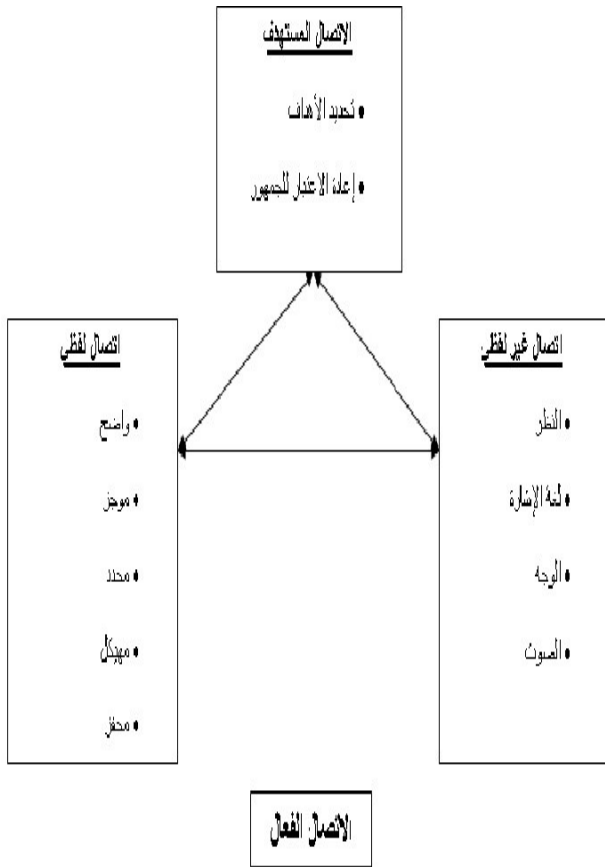 الاتصال المستهدف
• تحديد الأهداف
• إعادة الاعتبار للجمهور
اتصال غير لفظي
• النظر
• لغة الإشارة
• الوجه
• الصوت
اتصال لفظي
• واضح
• موجز
• محدد
• مهيكل
• محفز
الاتصال الفعال